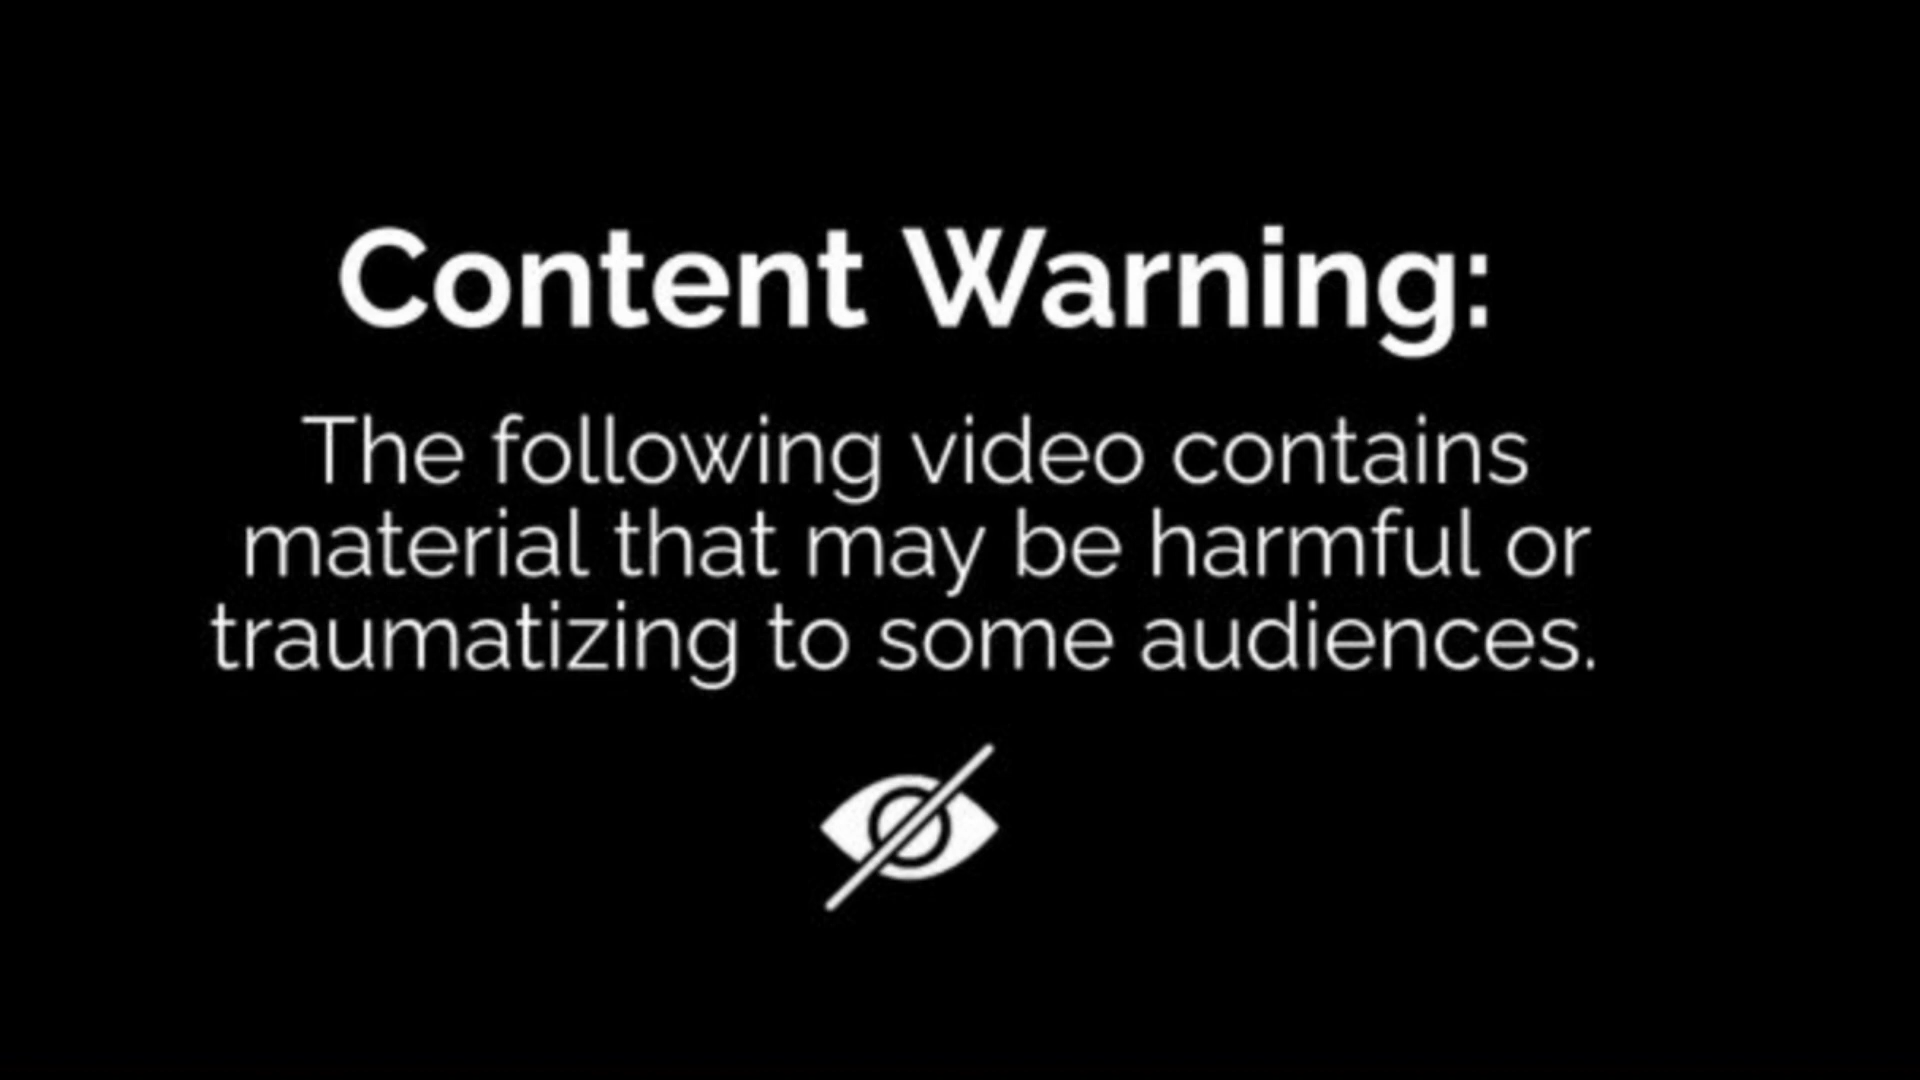 Content Warning:
The following video contains
material that may be harmful or
traumatizing to some audiences.